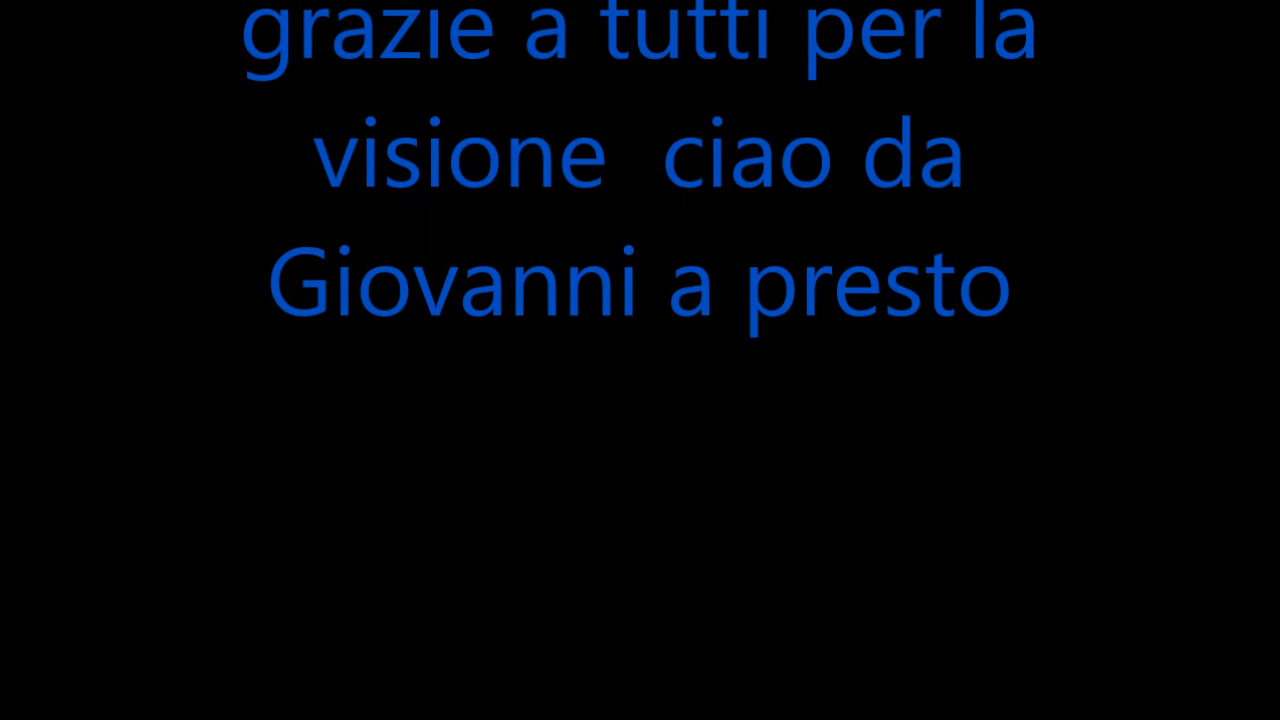 grazie a tutti per la
visione  ciao da
Giovanni a presto